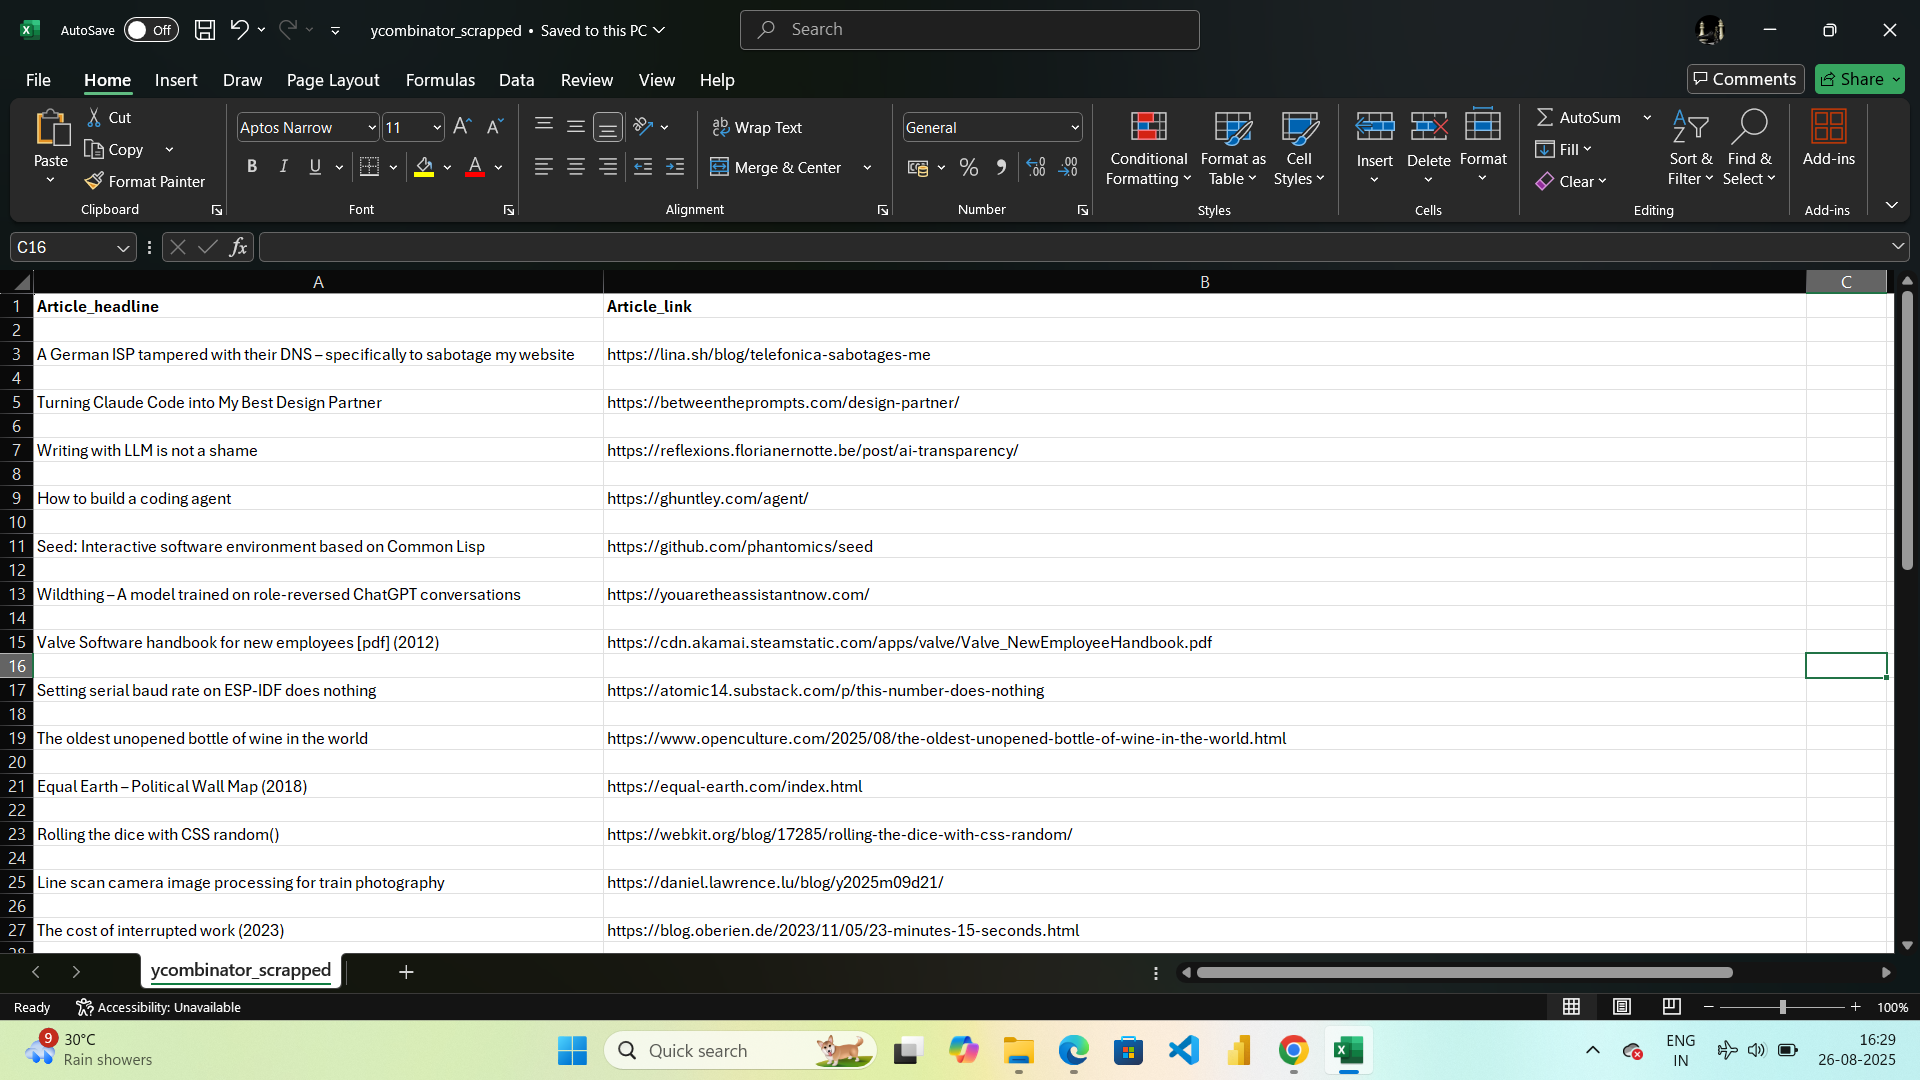 AutoSave Off ycombinator_scrapped • Saved to this PC Search
File Home Insert Draw Page Layout Formulas Data Review View Help Comments Share
Paste Cut Copy Format Painter Clipboard
Aptos Narrow 11 B I U A Font
Wrap Text Merge & Center Alignment
General % Number
Conditional Formatting Format as Table Cell Styles Styles
Insert Delete Format Cells
AutoSum Fill Clear Sort & Filter Find & Select Editing
Add-ins Add-ins
C16 fx
A B C
1 Article_headline Article_link
2
3 A German ISP tampered with their DNS – specifically to sabotage my website https://lina.sh/blog/telefonica-sabotages-me
4
5 Turning Claude Code into My Best Design Partner https://betweentheprompts.com/design-partner/
6
7 Writing with LLM is not a shame https://reflexions.florianernotte.be/post/ai-transparency/
8
9 How to build a coding agent https://ghuntley.com/agent/
10
11 Seed: Interactive software environment based on Common Lisp https://github.com/phantomics/seed
12
13 Wildthing – A model trained on role-reversed ChatGPT conversations https://youaretheassistantnow.com/
14
15 Valve Software handbook for new employees [pdf] (2012) https://cdn.akamai.steamstatic.com/apps/valve/Valve_NewEmployeeHandbook.pdf
16
17 Setting serial baud rate on ESP-IDF does nothing https://atomic14.substack.com/p/this-number-does-nothing
18
19 The oldest unopened bottle of wine in the world https://www.openculture.com/2025/08/the-oldest-unopened-bottle-of-wine-in-the-world.html
20
21 Equal Earth – Political Wall Map (2018) https://equal-earth.com/index.html
22
23 Rolling the dice with CSS random() https://webkit.org/blog/17285/rolling-the-dice-with-css-random/
24
25 Line scan camera image processing for train photography https://daniel.lawrence.lu/blog/y2025m09d21/
26
27 The cost of interrupted work (2023) https://blog.oberien.de/2023/11/05/23-minutes-15-seconds.html
28
ycombinator_scrapped
Ready Accessibility: Unavailable 100%
9 30°C Quick search ENG 16:29
Rain showers IN 26-08-2025